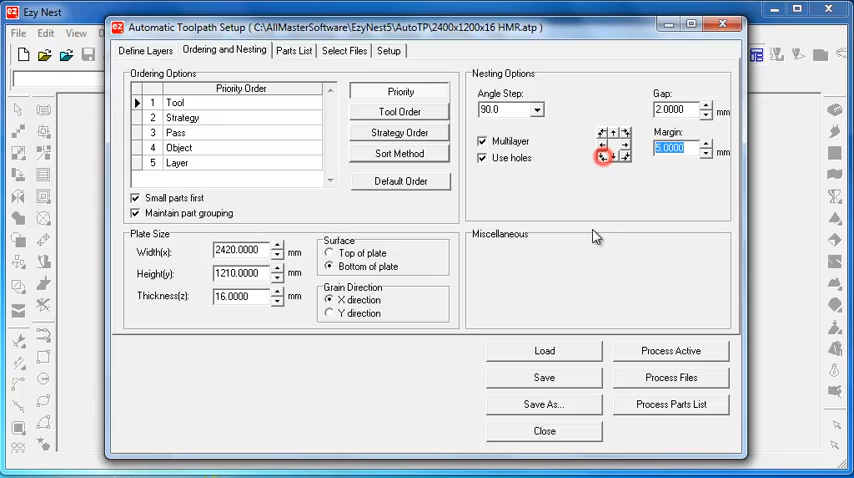 Ezy Nest
File Edit
Automatic Toolpath Setup ( C:\AllMasterSoftware\EzyNest5\AutoTP\2400x1200x16 HMR.atp )
Define Layers Ordering and Nesting Parts List Select Files Setup
Ordering Options
Priority Order
1 Tool
2 Strategy
3 Pass
4 Object
5 Layer
Priority
Tool Order
Strategy Order
Sort Method
Default Order
Small parts first
Maintain part grouping
Nesting Options
Angle Step:
90.0
Gap:
2.0000 mm
Multilayer
Use holes
Margin:
5.0000 mm
Plate Size
Width(x): 2420.0000 mm
Height(y): 1210.0000 mm
Thickness(z): 16.0000 mm
Surface
Top of plate
Bottom of plate
Grain Direction
X direction
Y direction
Miscellaneous
Load Process Active
Save Process Files
Save As... Process Parts List
Close